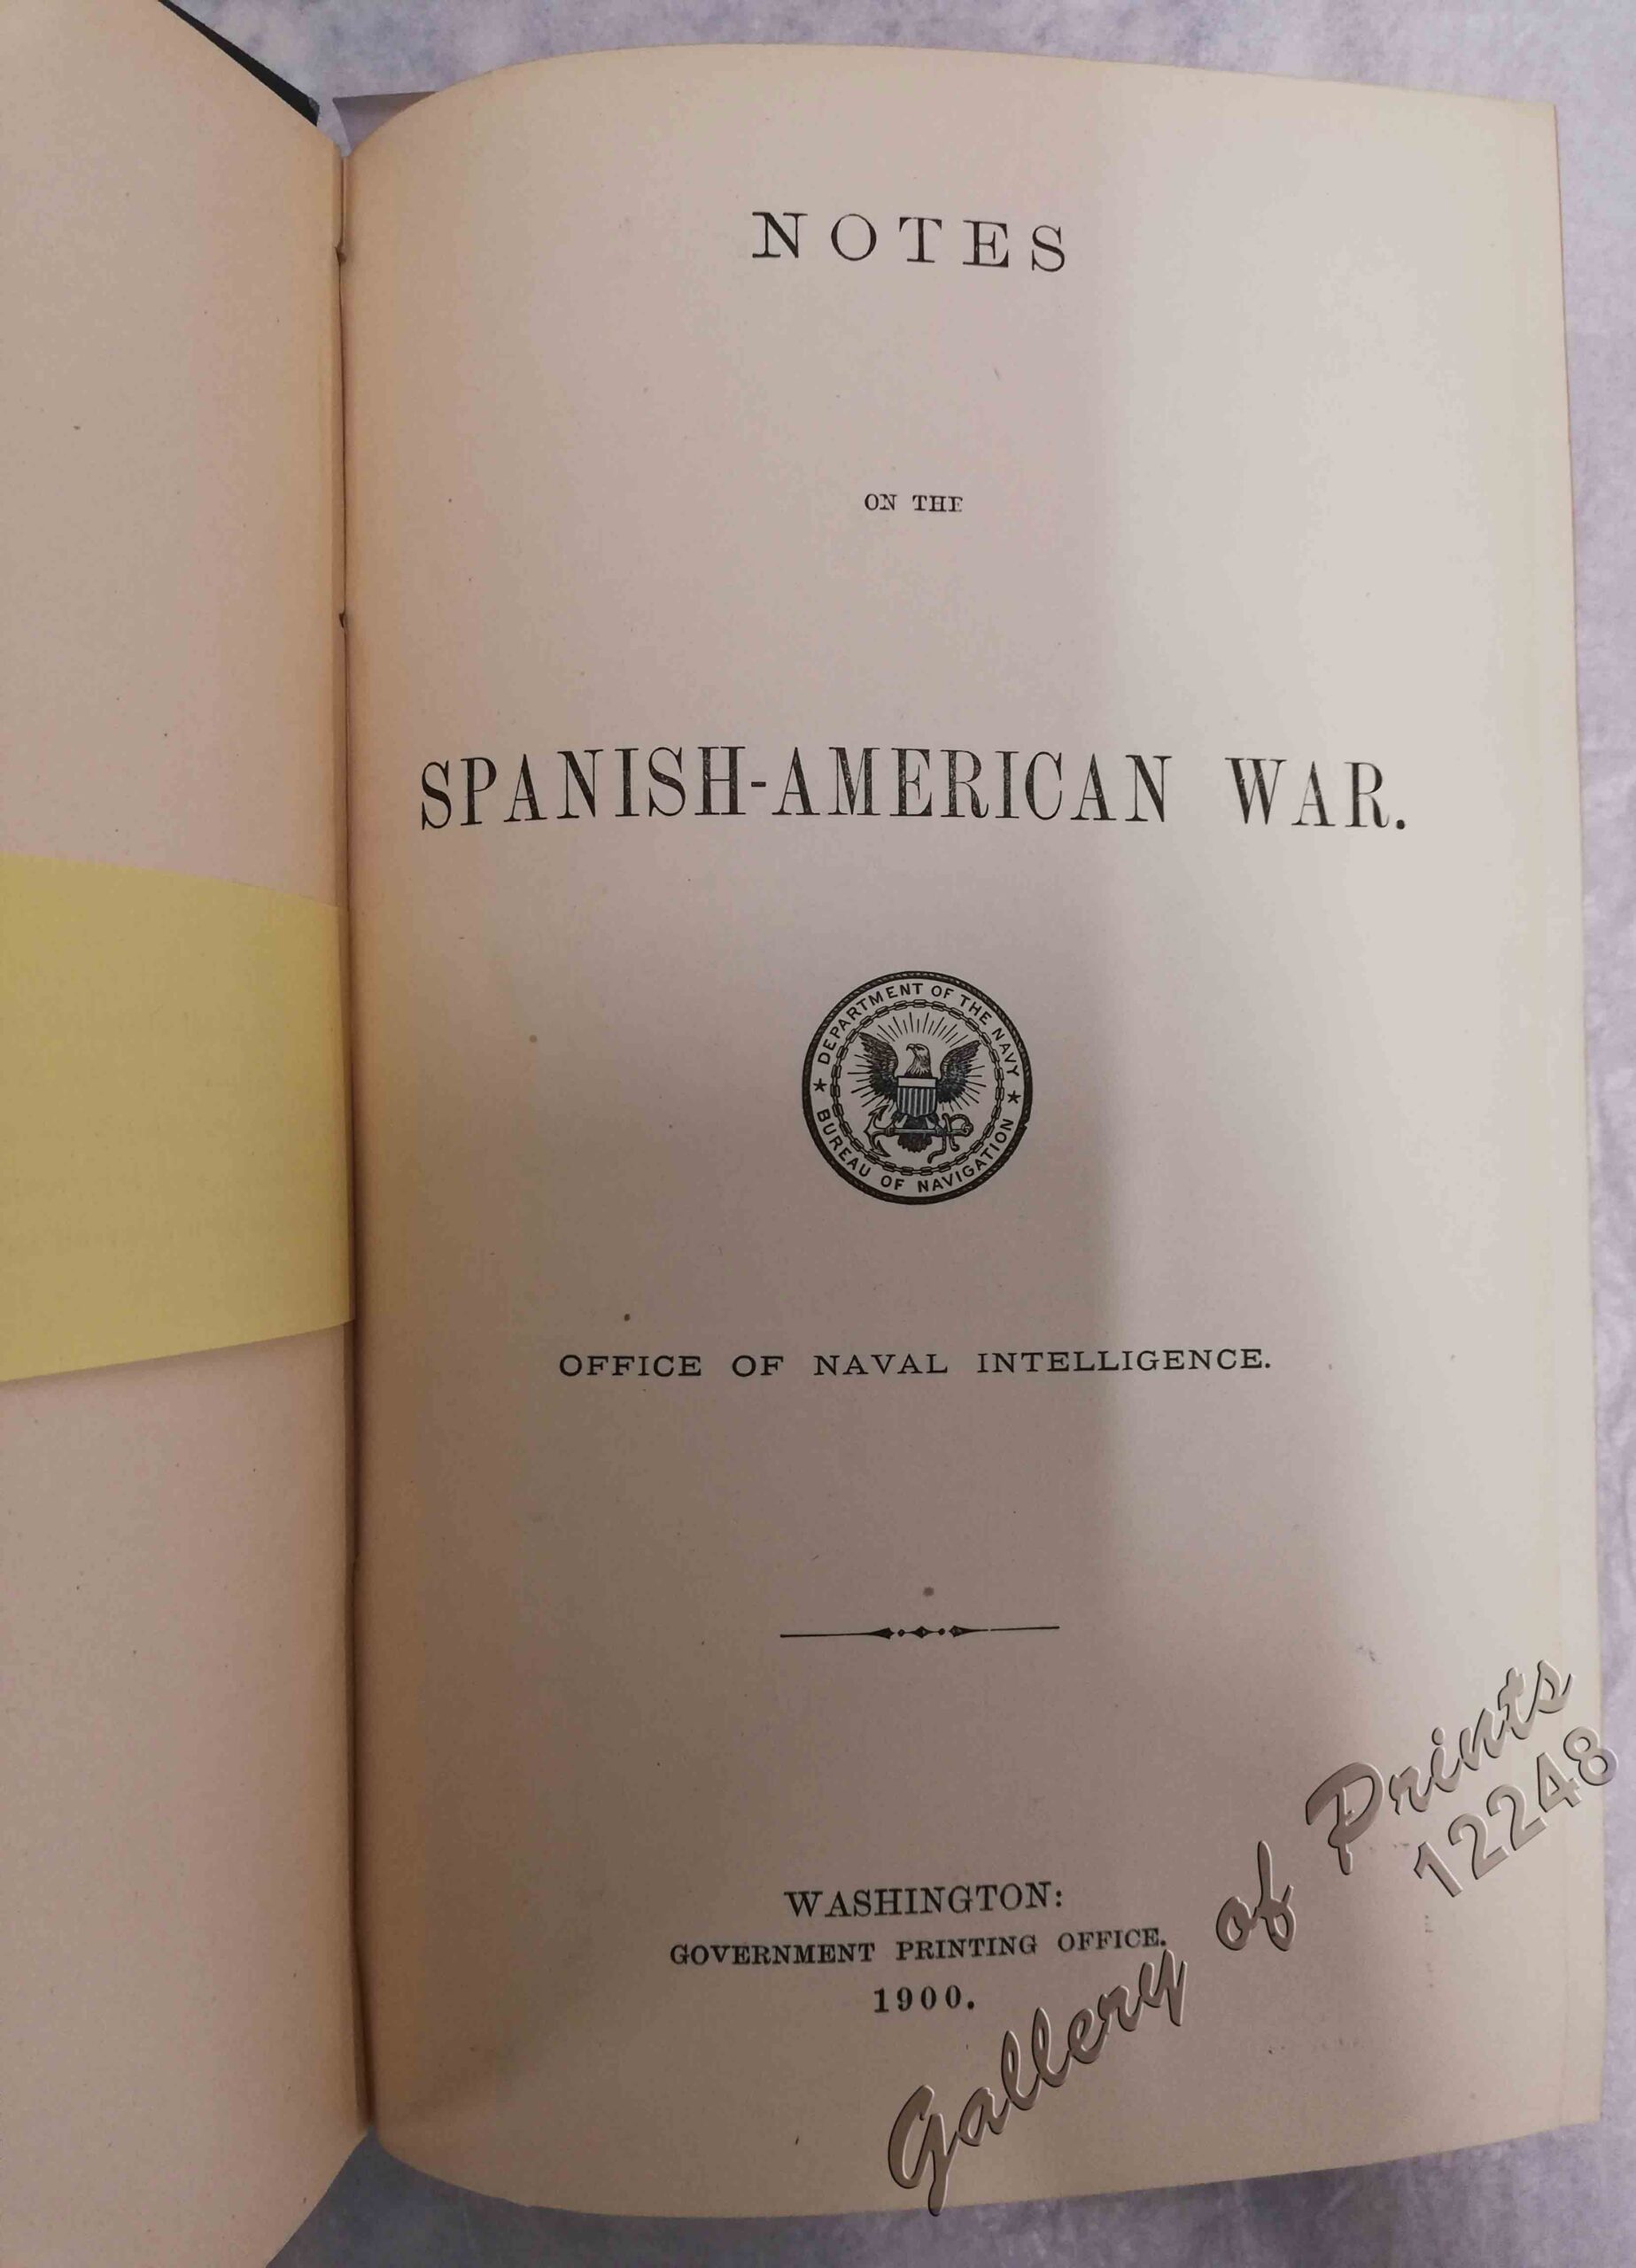 NOTES
ON THE
SPANISH-AMERICAN WAR.
★ DEPARTMENT OF THE NAVY ★
BUREAU OF NAVIGATION
OFFICE OF NAVAL INTELLIGENCE.
WASHINGTON:
GOVERNMENT PRINTING OFFICE.
1900.
Gallery of Prints
12248